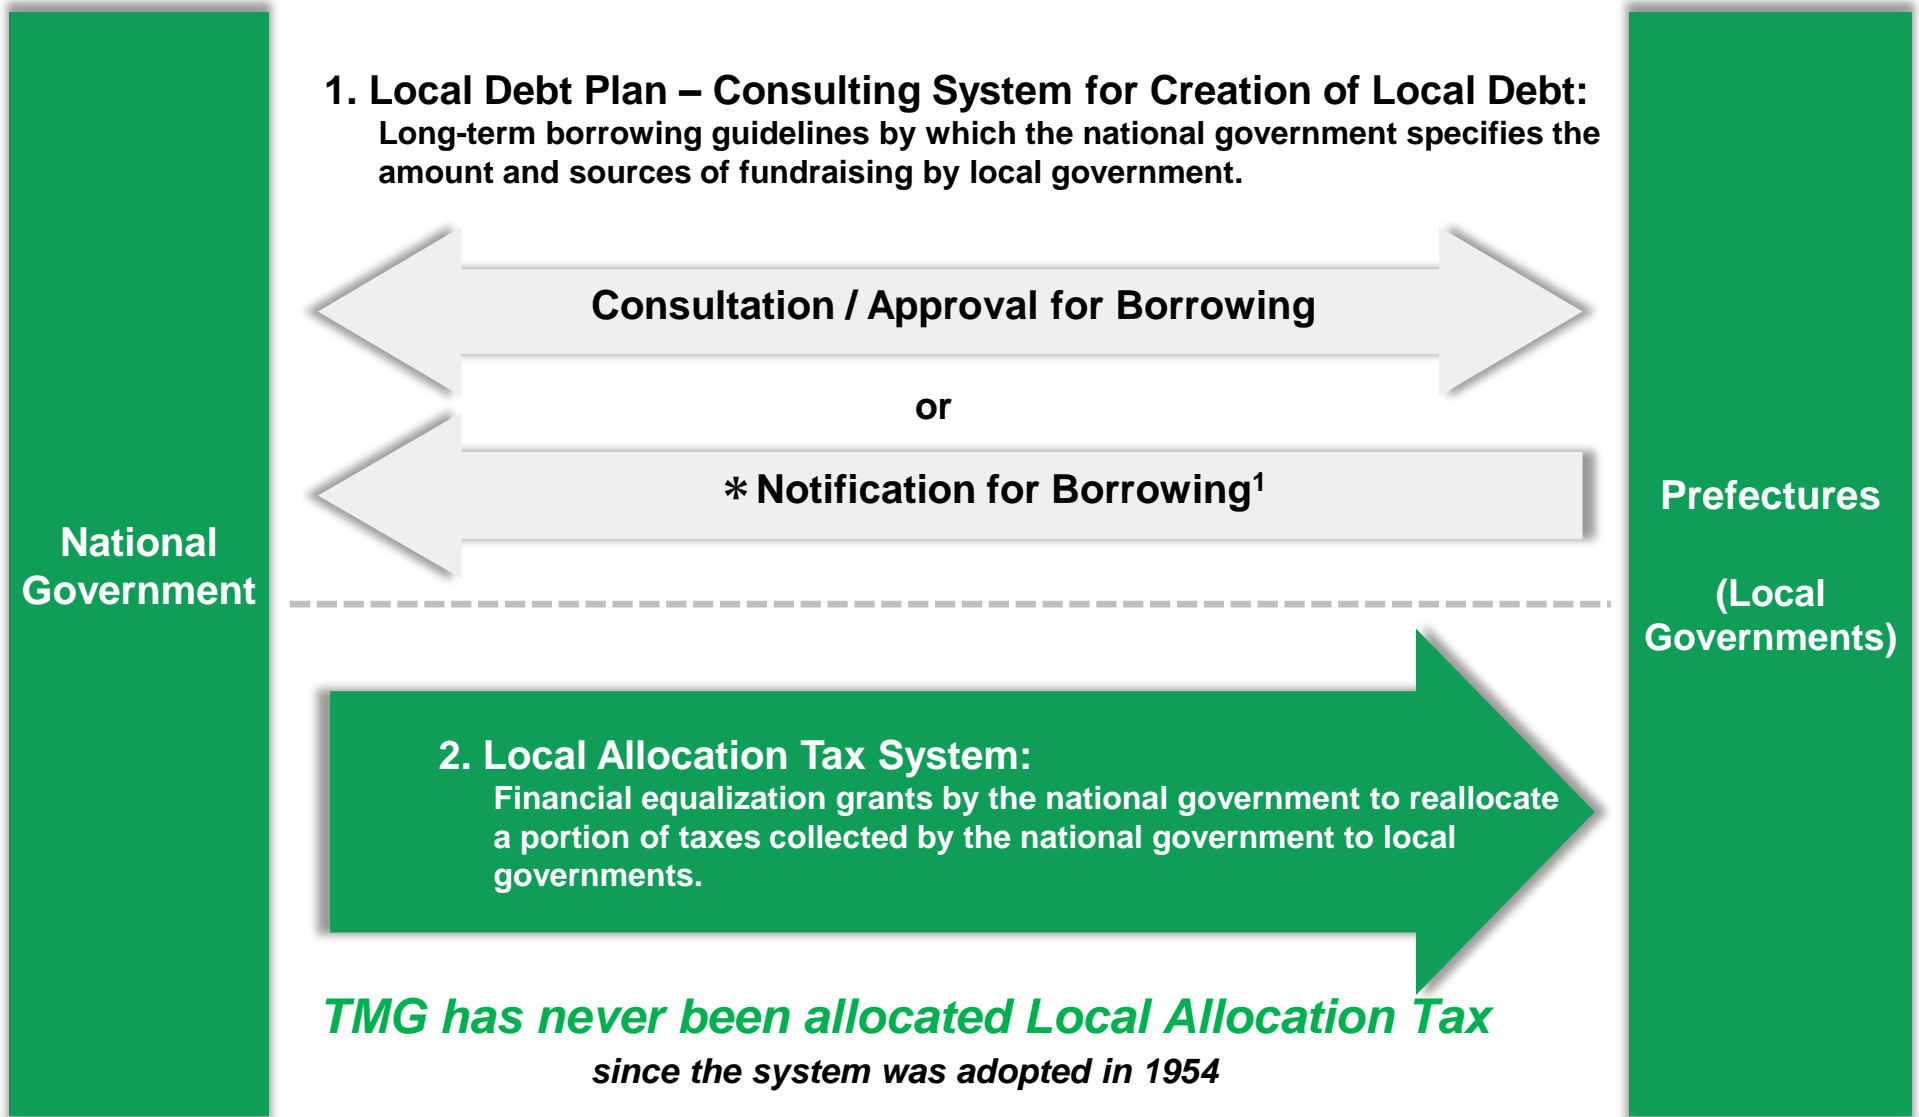 1. Local Debt Plan – Consulting System for Creation of Local Debt:
Long-term borrowing guidelines by which the national government specifies the
amount and sources of fundraising by local government.
Consultation / Approval for Borrowing
or
* Notification for Borrowing¹
National
Government
Prefectures
(Local
Governments)
2. Local Allocation Tax System:
Financial equalization grants by the national government to reallocate
a portion of taxes collected by the national government to local
governments.
TMG has never been allocated Local Allocation Tax
since the system was adopted in 1954